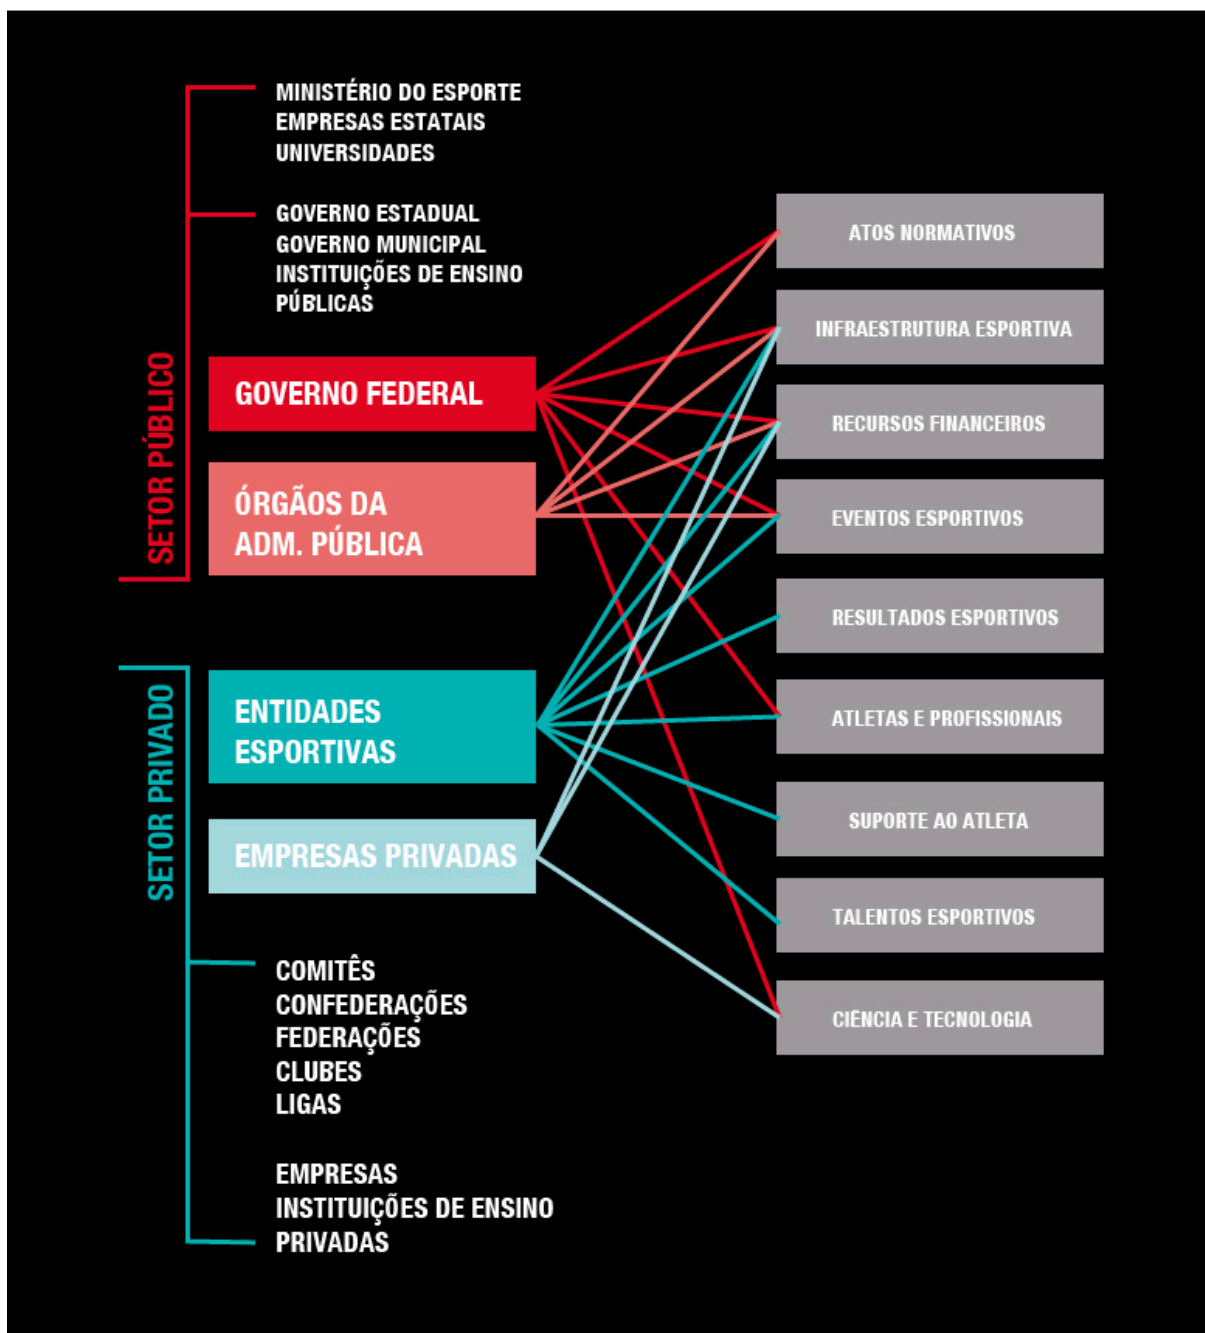 MINISTÉRIO DO ESPORTE
EMPRESAS ESTATAIS
UNIVERSIDADES
GOVERNO ESTADUAL
GOVERNO MUNICIPAL
INSTITUIÇÕES DE ENSINO
PÚBLICAS
SETOR PÚBLICO
GOVERNO FEDERAL
ÓRGÃOS DA
ADM. PÚBLICA
SETOR PRIVADO
ENTIDADES
ESPORTIVAS
EMPRESAS PRIVADAS
COMITÊS
CONFEDERAÇÕES
FEDERAÇÕES
CLUBES
LIGAS
EMPRESAS
INSTITUIÇÕES DE ENSINO
PRIVADAS
ATOS NORMATIVOS
INFRAESTRUTURA ESPORTIVA
RECURSOS FINANCEIROS
EVENTOS ESPORTIVOS
RESULTADOS ESPORTIVOS
ATLETAS E PROFISSIONAIS
SUPORTE AO ATLETA
TALENTOS ESPORTIVOS
CIÊNCIA E TECNOLOGIA